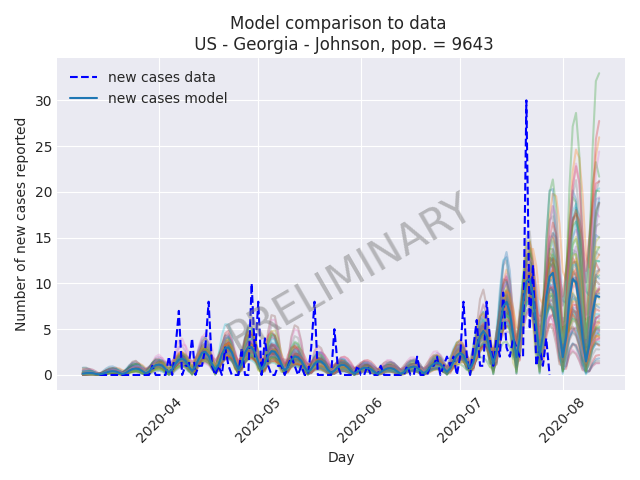 Model comparison to data
US - Georgia - Johnson, pop. = 9643
new cases data
new cases model
PRELIMINARY
Number of new cases reported
30
25
20
15
10
5
0
2020-04
2020-05
2020-06
2020-07
2020-08
Day